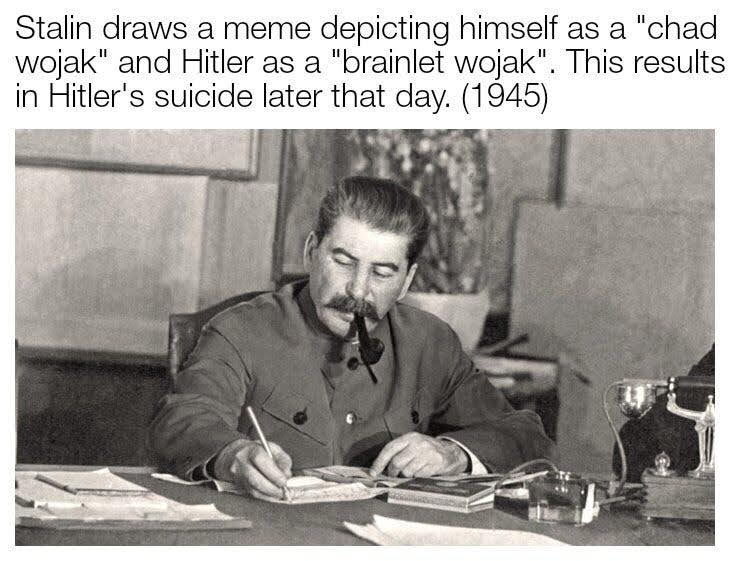 Stalin draws a meme depicting himself as a "chad
wojak" and Hitler as a "brainlet wojak". This results
in Hitler's suicide later that day. (1945)